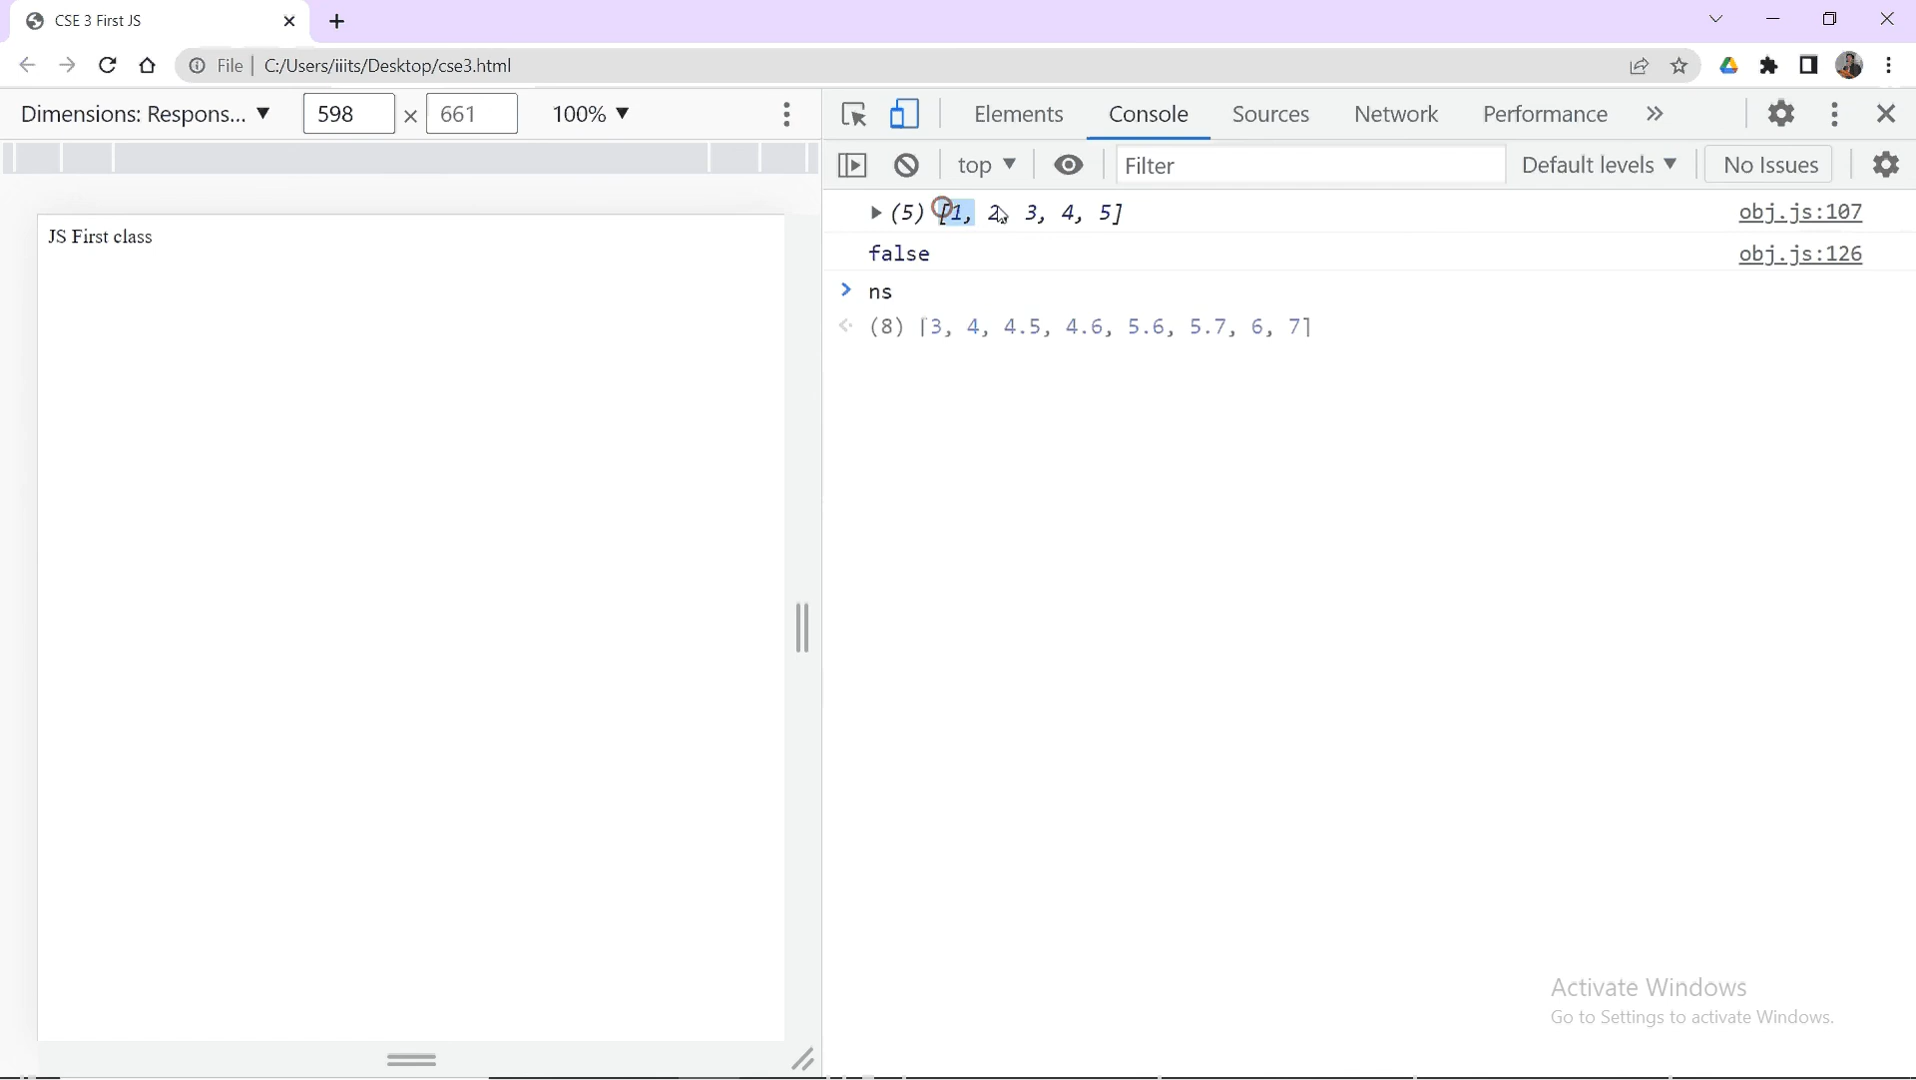 CSE 3 First JS
File | C:/Users/iiits/Desktop/cse3.html
Dimensions: Respons... ▼ 598 × 661 100% ▼
Elements Console Sources Network Performance »
top ▼ Filter Default levels ▼ No Issues
▶ (5) [1, 2, 3, 4, 5] obj.js:107
JS First class
false obj.js:126
> ns
(8) [3, 4, 4.5, 4.6, 5.6, 5.7, 6, 7]
Activate Windows
Go to Settings to activate Windows.